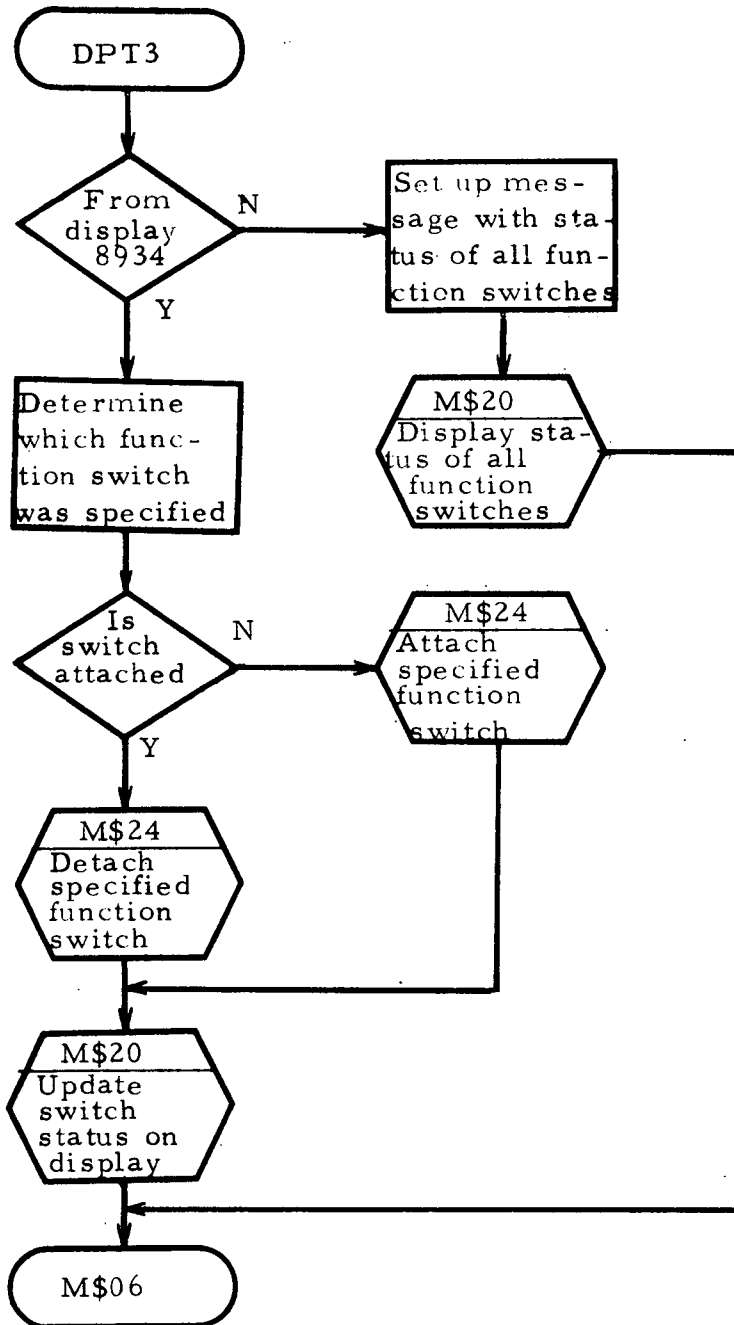 DPT3
From
display
8934
N
Y
Set up mes-
sage with sta-
tus of all fun-
ction switches
M$20
Display sta-
tus of all
function
switches
Determine
which func-
tion switch
was specified
Is
switch
attached
N
Y
M$24
Attach
specified
function
switch
M$24
Detach
specified
function
switch
M$20
Update
switch
status on
display
M$06